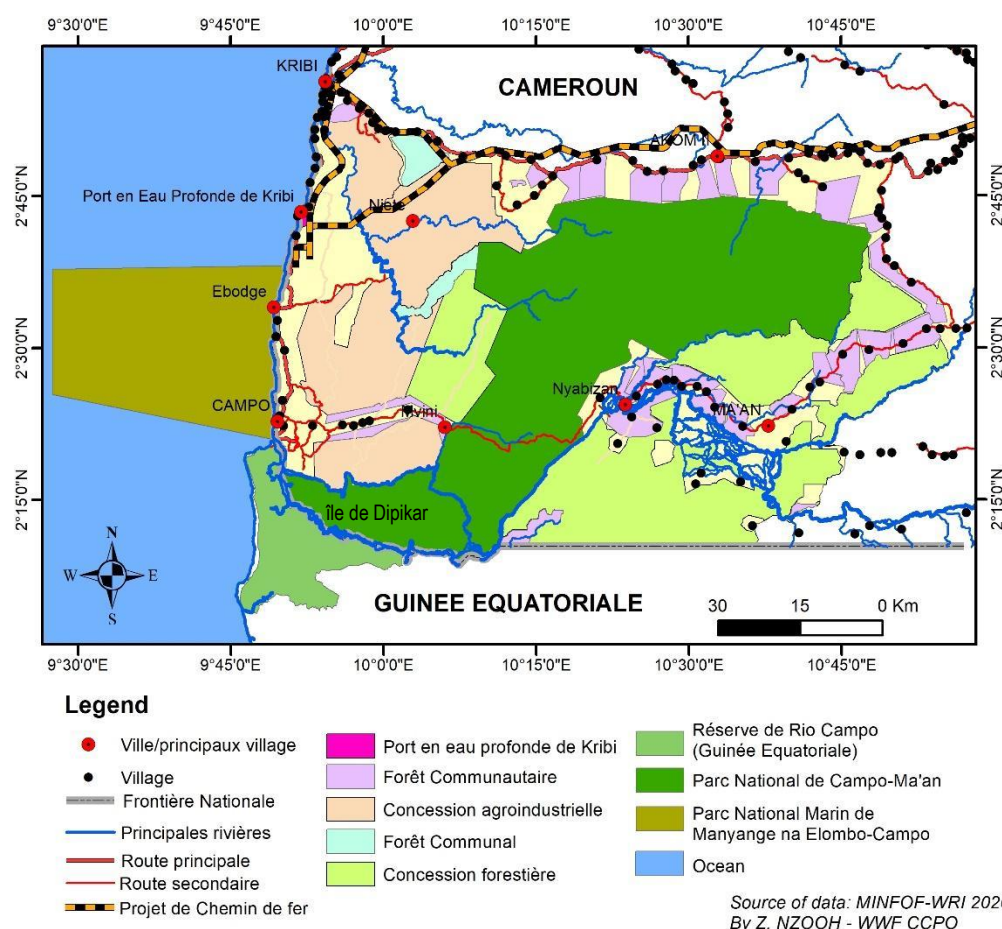 9°30'0"E 9°45'0"E 10°00'0"E 10°15'0"E 10°30'0"E 10°45'0"E
KRIBI
CAMEROUN
AKOM II
2°45'0"N 2°45'0"N
Port en Eau Profonde de Kribi
Niété
Ebodge
2°30'0"N 2°30'0"N
Nyabizan
CAMPO
Mvini
MA'AN
2°15'0"N 2°15'0"N
île de Dipikar
N
W E
S
GUINEE EQUATORIALE
30 15 0 Km
9°30'0"E 9°45'0"E 10°00'0"E 10°15'0"E 10°30'0"E 10°45'0"E
Legend
Ville/principaux village
Village
Frontière Nationale
Principales rivières
Route principale
Route secondaire
Projet de Chemin de fer
Port en eau profonde de Kribi
Forêt Communautaire
Concession agroindustrielle
Forêt Communal
Concession forestière
Réserve de Rio Campo
(Guinée Equatoriale)
Parc National de Campo-Ma'an
Parc National Marin de
Manyange na Elombo-Campo
Ocean
Source of data: MINFOF-WRI
By Z. NZOOH - WWF CCPO